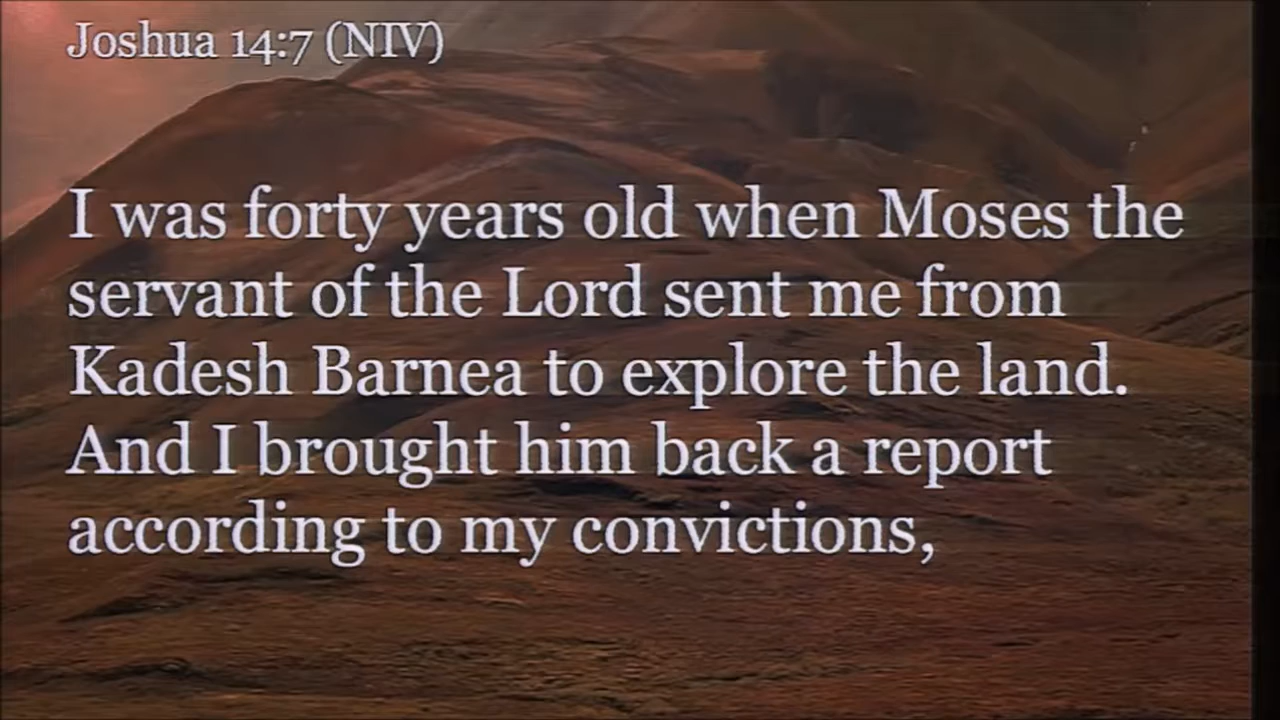 Joshua 14:7 (NIV)
I was forty years old when Moses the
servant of the Lord sent me from
Kadesh Barnea to explore the land.
And I brought him back a report
according to my convictions,